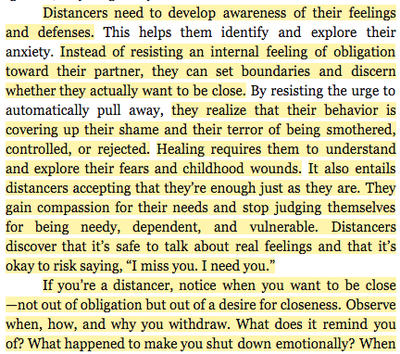 Distancers need to develop awareness of their feelings
and defenses. This helps them identify and explore their
anxiety. Instead of resisting an internal feeling of obligation
toward their partner, they can set boundaries and discern
whether they actually want to be close. By resisting the urge to
automatically pull away, they realize that their behavior is
covering up their shame and their terror of being smothered,
controlled, or rejected. Healing requires them to understand
and explore their fears and childhood wounds. It also entails
distancers accepting that they’re enough just as they are. They
gain compassion for their needs and stop judging themselves
for being needy, dependent, and vulnerable. Distancers
discover that it’s safe to talk about real feelings and that it’s
okay to risk saying, “I miss you. I need you.”
If you’re a distancer, notice when you want to be close
—not out of obligation but out of a desire for closeness. Observe
when, how, and why you withdraw. What does it remind you
of? What happened to make you shut down emotionally? When